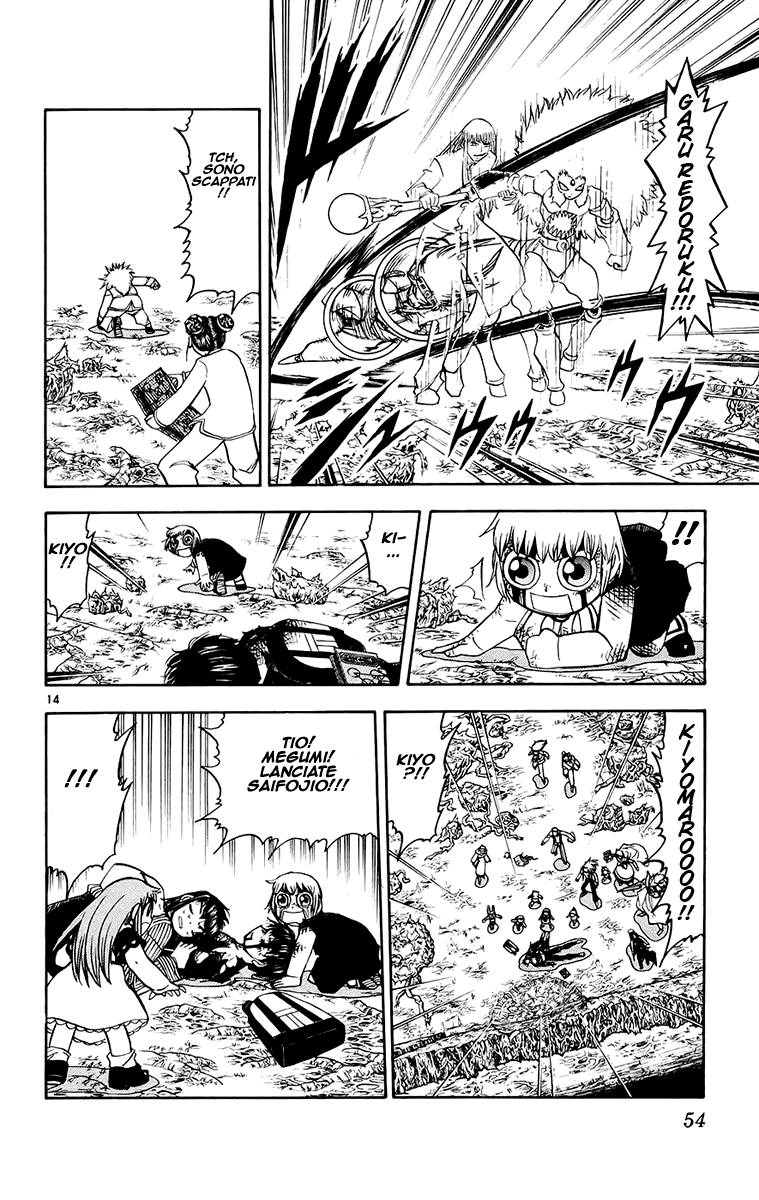 GARU REDORUKU!!!
TCH,
SONO
SCAPPATI
!!
!!
KI-
...
KIYO
!!
14
KIYOMAROOOO!!
KIYO
?!!
TIO!
MEGUMI!
LANCIATE
SAIFOJIO!!!
!!!
54